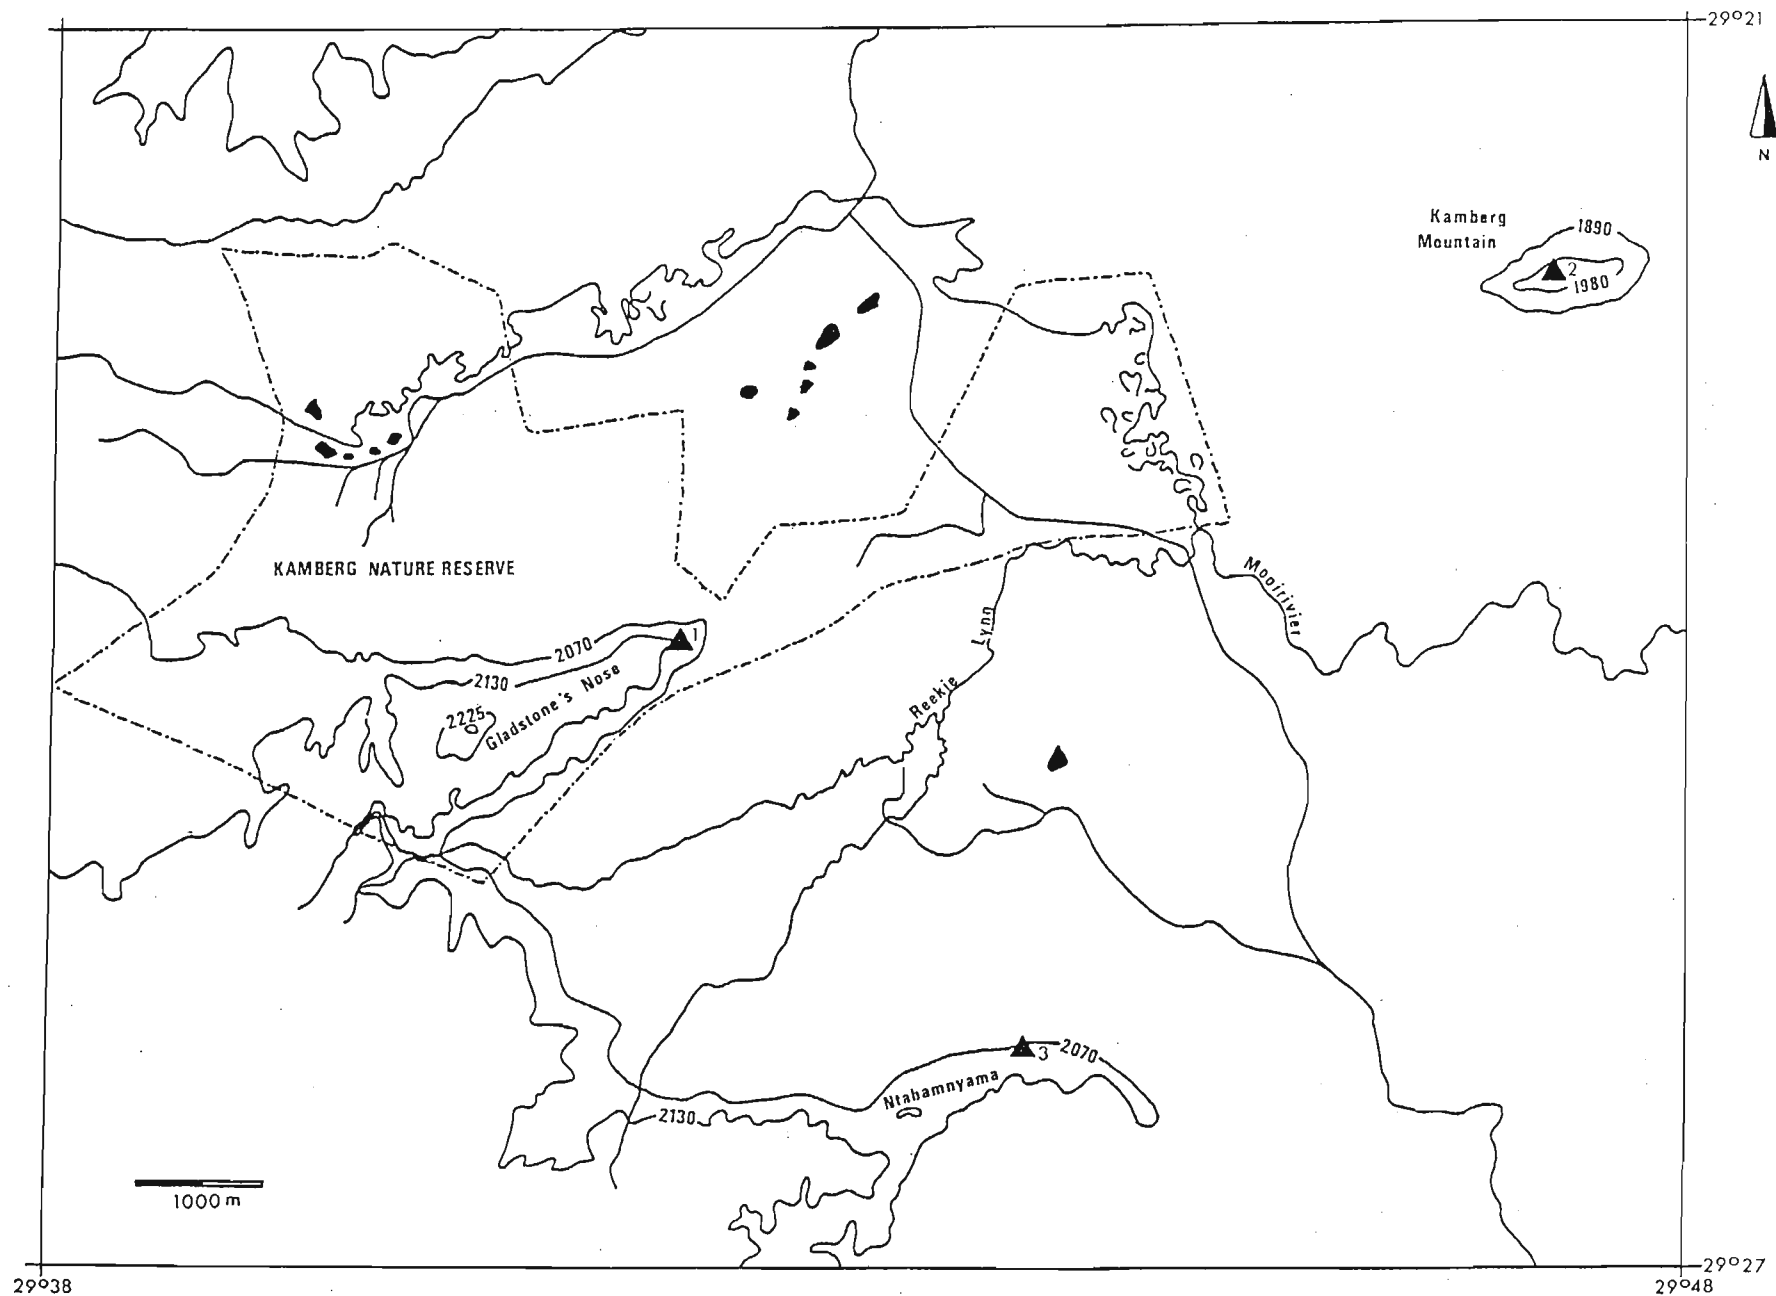 29°21
N
Kamberg
Mountain
1890
2
1980
KAMBERG NATURE RESERVE
Mooirivier
Lynn
2070
1
2130
Gladstone's Nose
Reekie
2225
3
2070
Ntabamnyama
2130
1000 m
29°27
29°38
29°48